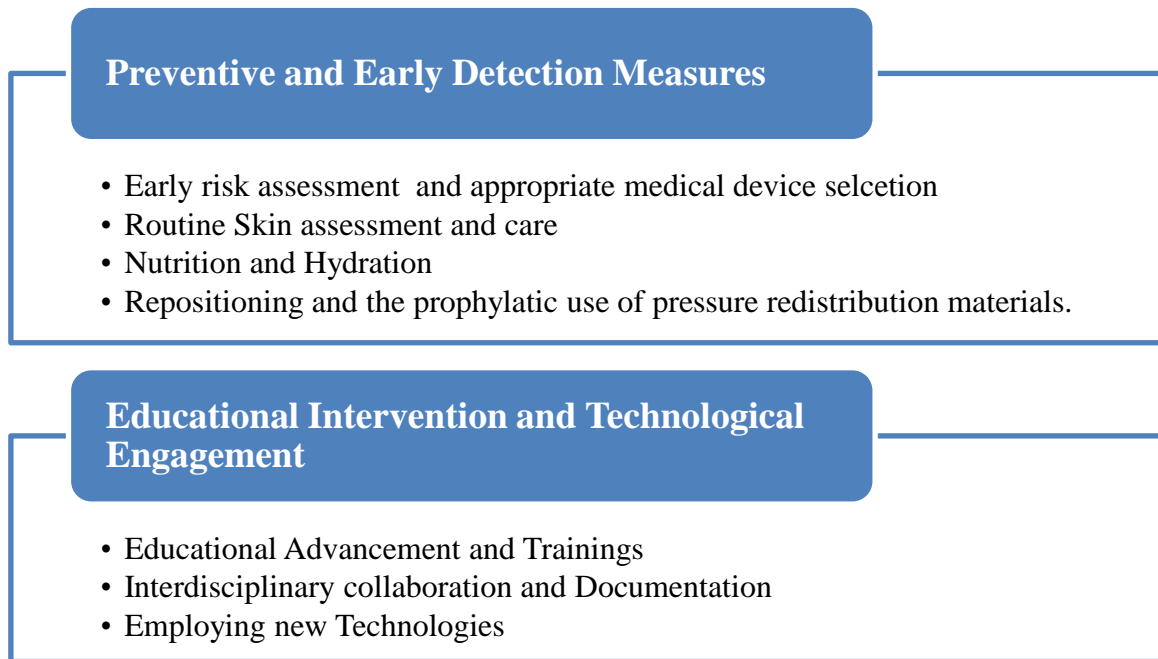 Preventive and Early Detection Measures
• Early risk assessment  and appropriate medical device selcetion
• Routine Skin assessment and care
• Nutrition and Hydration
• Repositioning and the prophylatic use of pressure redistribution materials.
Educational Intervention and Technological
Engagement
• Educational Advancement and Trainings
• Interdisciplinary collaboration and Documentation
• Employing new Technologies